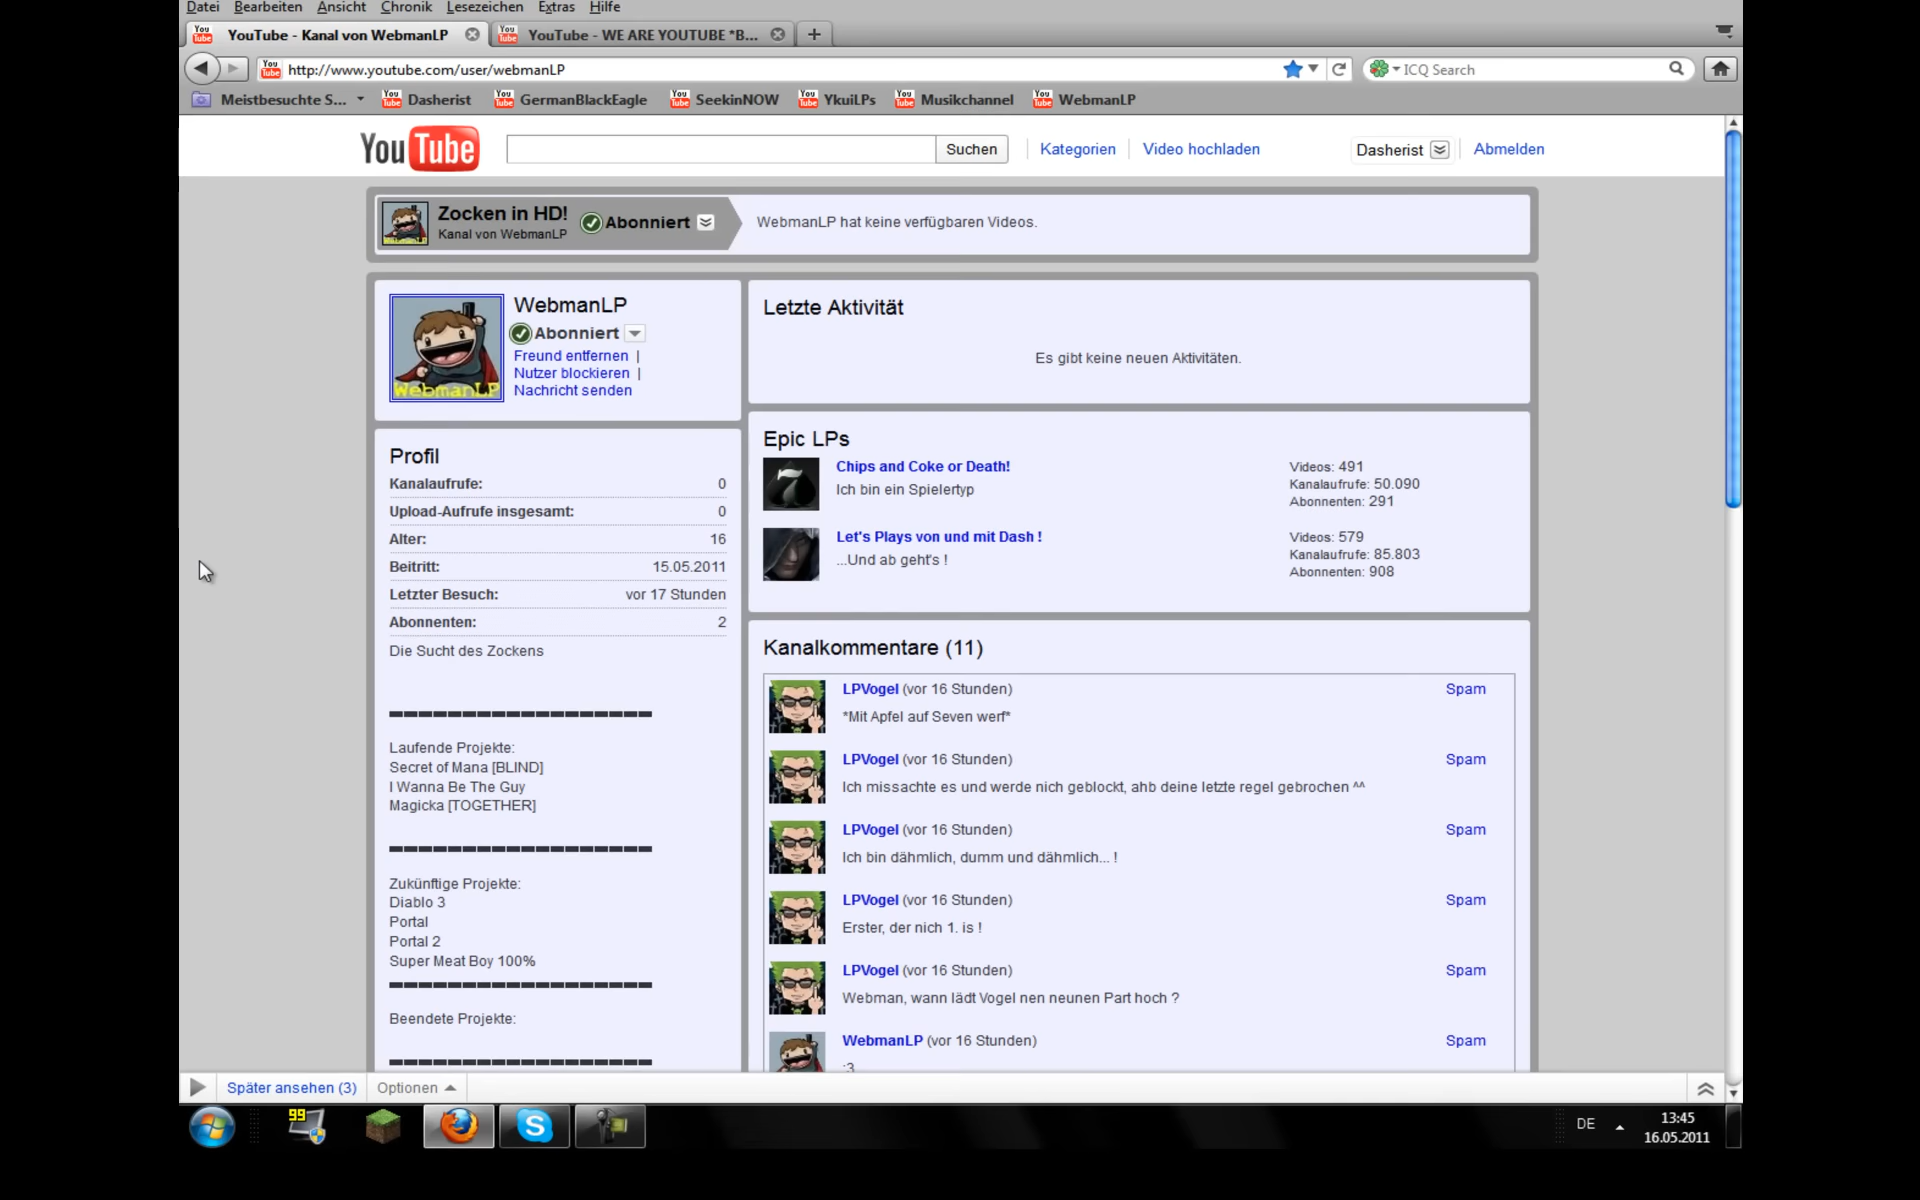 Datei Bearbeiten Ansicht Chronik Lesezeichen Extras Hilfe
YouTube - Kanal von WebmanLP YouTube - WE ARE YOUTUBE *B...
http://www.youtube.com/user/webmanLP ICQ Search
Meistbesuchte S... Dasherist GermanBlackEagle SeekinNOW YkuiLPs Musikchannel WebmanLP
YouTube Suchen Kategorien Video hochladen Dasherist Abmelden
Zocken in HD!
Kanal von WebmanLP
Abonniert
WebmanLP hat keine verfügbaren Videos.
WebmanLP
Abonniert
Freund entfernen |
Nutzer blockieren |
Nachricht senden
WebmanLP
Profil
Kanalaufrufe: 0
Upload-Aufrufe insgesamt: 0
Alter: 16
Beitritt: 15.05.2011
Letzter Besuch: vor 17 Stunden
Abonnenten: 2
Die Sucht des Zockens
Laufende Projekte:
Secret of Mana [BLIND]
I Wanna Be The Guy
Magicka [TOGETHER]
Zukünftige Projekte:
Diablo 3
Portal
Portal 2
Super Meat Boy 100%
Beendete Projekte:
Letzte Aktivität
Es gibt keine neuen Aktivitäten.
Epic LPs
Chips and Coke or Death!
Ich bin ein Spielertyp
Videos: 491
Kanalaufrufe: 50.090
Abonnenten: 291
Let's Plays von und mit Dash !
...Und ab geht's !
Videos: 579
Kanalaufrufe: 85.803
Abonnenten: 908
Kanalkommentare (11)
LPVogel (vor 16 Stunden) Spam
*Mit Apfel auf Seven werf*
LPVogel (vor 16 Stunden) Spam
Ich missachte es und werde nich geblockt, ahb deine letzte regel gebrochen ^^
LPVogel (vor 16 Stunden) Spam
Ich bin dähmlich, dumm und dähmlich... !
LPVogel (vor 16 Stunden) Spam
Erster, der nich 1. is !
LPVogel (vor 16 Stunden) Spam
Webman, wann lädt Vogel nen neunen Part hoch ?
WebmanLP (vor 16 Stunden) Spam
:3
Später ansehen (3) Optionen
99
DE
13:45
16.05.2011